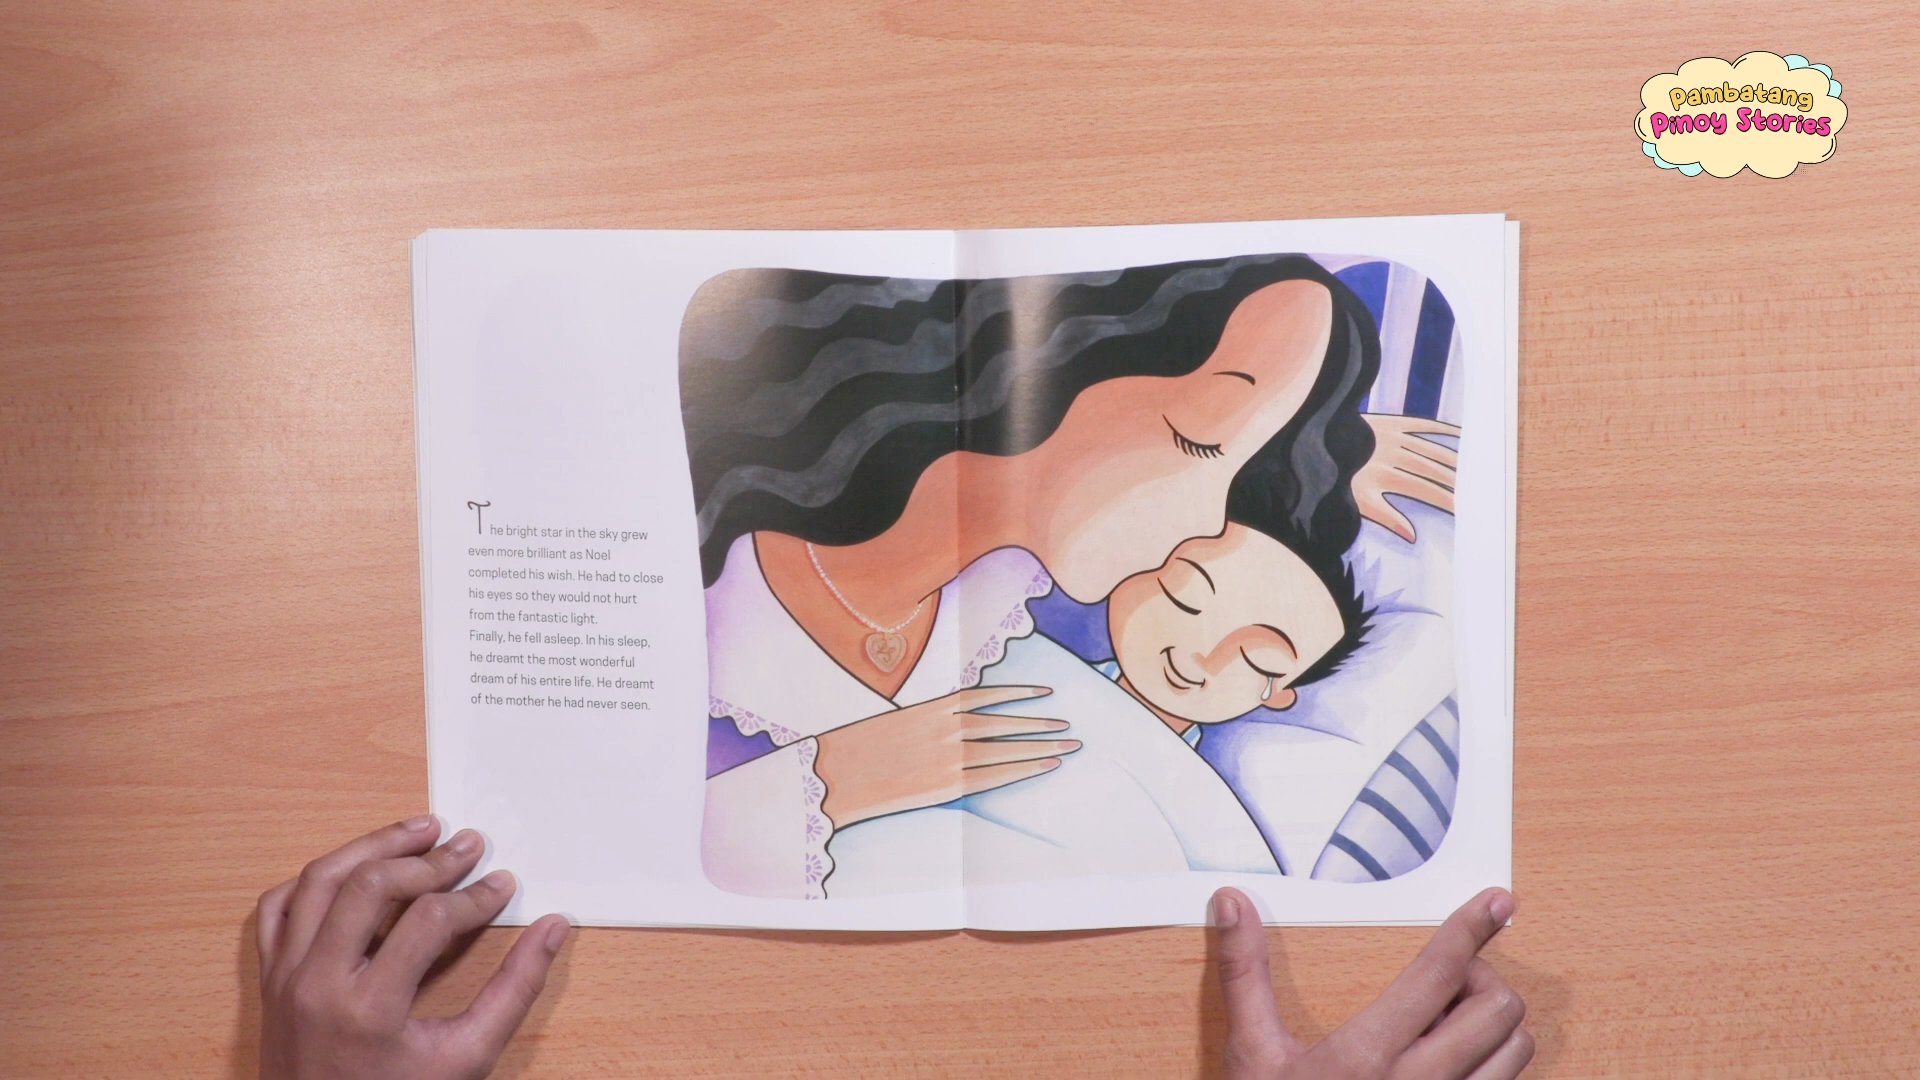 Pambatang
Pinoy Stories
The bright star in the sky grew
even more brilliant as Noel
completed his wish. He had to close
his eyes so they would not hurt
from the fantastic light.
Finally, he fell asleep. In his sleep,
he dreamt the most wonderful
dream of his entire life. He dreamt
of the mother he had never seen.